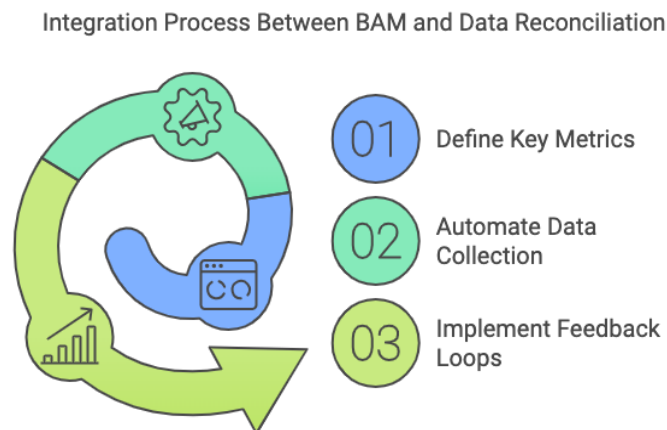 Integration Process Between BAM and Data Reconciliation
01
Define Key Metrics
02
Automate Data
Collection
03
Implement Feedback
Loops